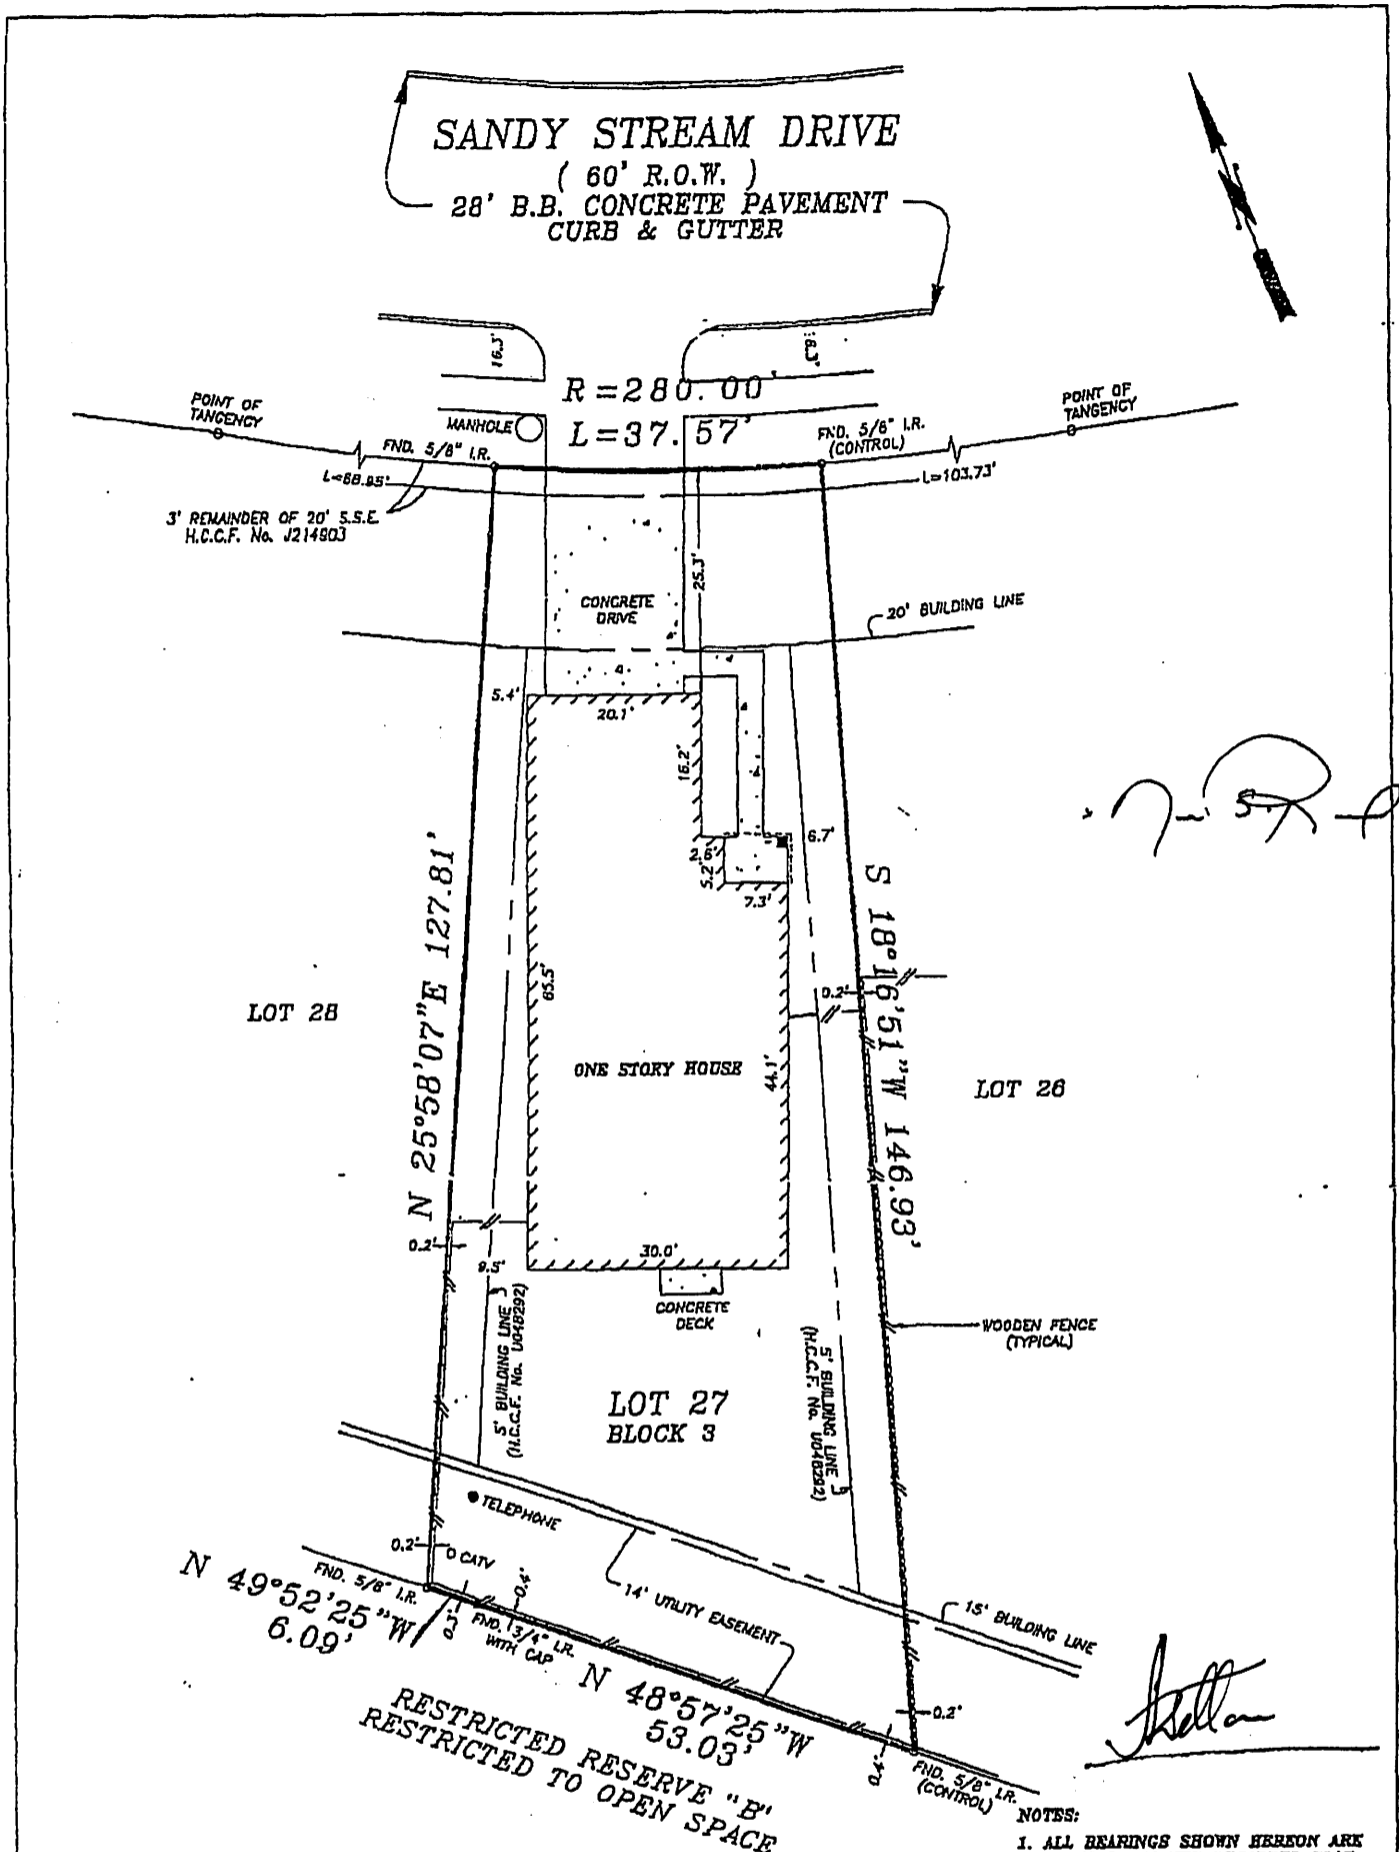 SANDY STREAM DRIVE
( 60' R.O.W. )
28' B.B. CONCRETE PAVEMENT
CURB & GUTTER
16.3'
R=280.00'
L=37.57'
POINT OF
TANGENCY
MANHOLE
FND. 5/8" I.R.
FND. 5/8" I.R.
(CONTROL)
POINT OF
TANGENCY
L=68.95'
L=103.73'
3' REMAINDER OF 20' S.S.E.
H.C.C.F. No. J214903
25.3'
CONCRETE
DRIVE
20' BUILDING LINE
5.4'
20.1'
16.2'
6.7'
2.6'
5.2'
7.3'
N 25°58'07"E 127.81'
S 18°16'51"W 146.93'
65.5'
0.2'
LOT 28
ONE STORY HOUSE
44.1'
LOT 26
0.2'
9.5'
30.0'
CONCRETE
DECK
5' BUILDING LINE
(H.C.C.F. No. U048292)
WOODEN FENCE
(TYPICAL)
5' BUILDING LINE
(H.C.C.F. No. U048292)
LOT 27
BLOCK 3
TELEPHONE
0.2'
CATV
FND. 5/8" I.R.
N 49°52'25"W
6.09'
0.3'
0.4'
FND. 3/4" I.R.
WITH CAP
14' UTILITY EASEMENT
15' BUILDING LINE
N 48°57'25"W
53.03'
0.2'
0.4'
FND. 5/8" I.R.
(CONTROL)
RESTRICTED RESERVE "B"
RESTRICTED TO OPEN SPACE
NOTES:
1. ALL BEARINGS SHOWN HEREON ARE